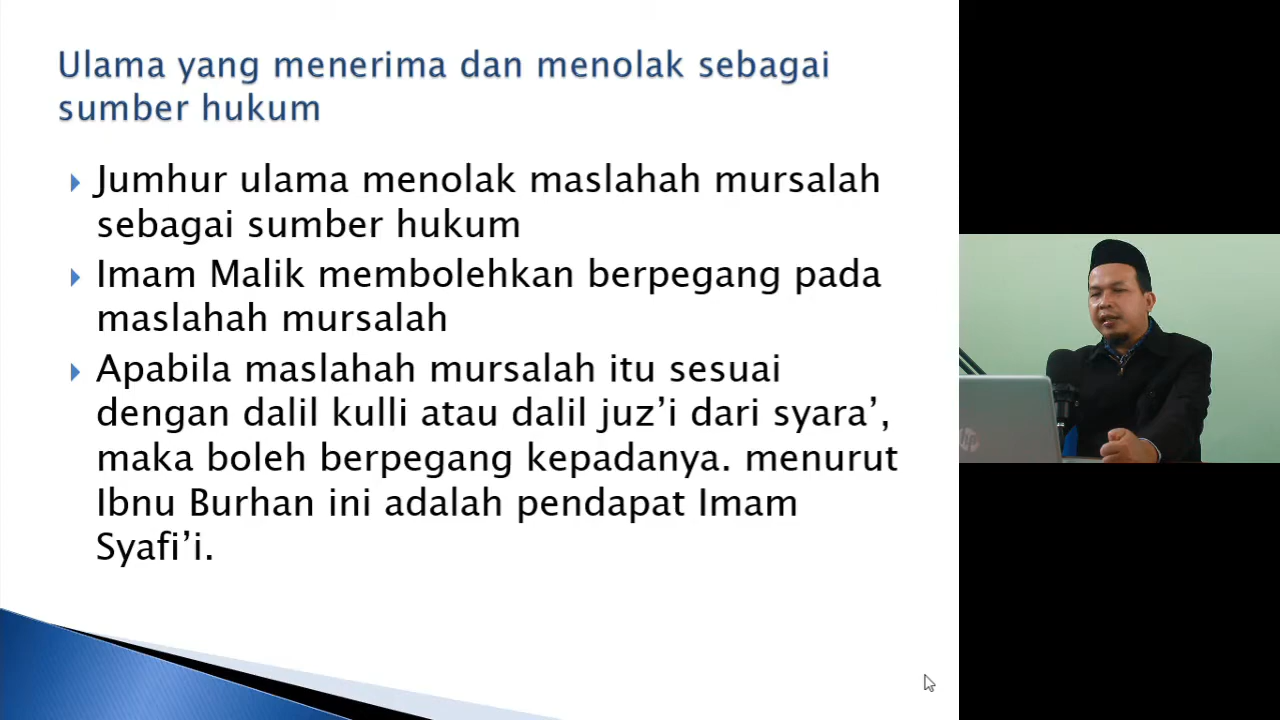 Ulama yang menerima dan menolak sebagai
sumber hukum
Jumhur ulama menolak maslahah mursalah
sebagai sumber hukum
Imam Malik membolehkan berpegang pada
maslahah mursalah
Apabila maslahah mursalah itu sesuai
dengan dalil kulli atau dalil juz’i dari syara’,
maka boleh berpegang kepadanya. menurut
Ibnu Burhan ini adalah pendapat Imam
Syafi’i.
hp